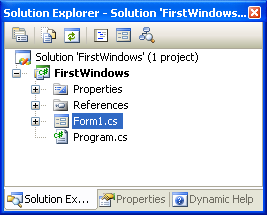 Solution Explorer - Solution 'FirstWindows...
Solution 'FirstWindows' (1 project)
FirstWindows
Properties
References
Form1.cs
Program.cs
Solution Ex... Properties Dynamic Help